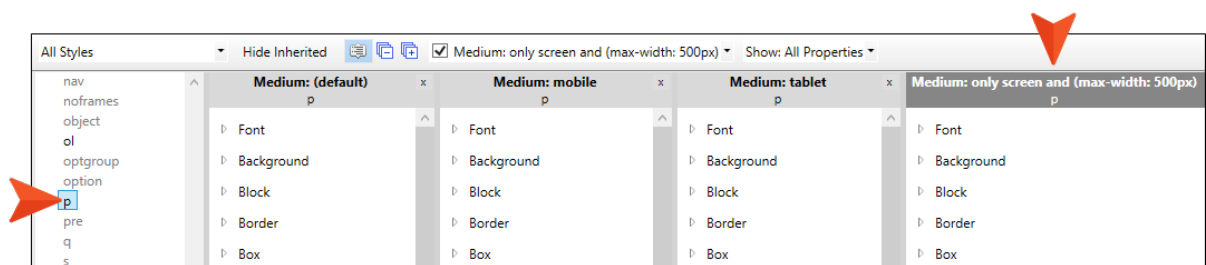 All Styles Hide Inherited Medium: only screen and (max-width: 500px) Show: All Properties
nav
noframes
object
ol
optgroup
option
p
pre
q
s
Medium: (default) x
p
Font
Background
Block
Border
Box
Medium: mobile x
p
Font
Background
Block
Border
Box
Medium: tablet x
p
Font
Background
Block
Border
Box
Medium: only screen and (max-width: 500px)
p
Font
Background
Block
Border
Box